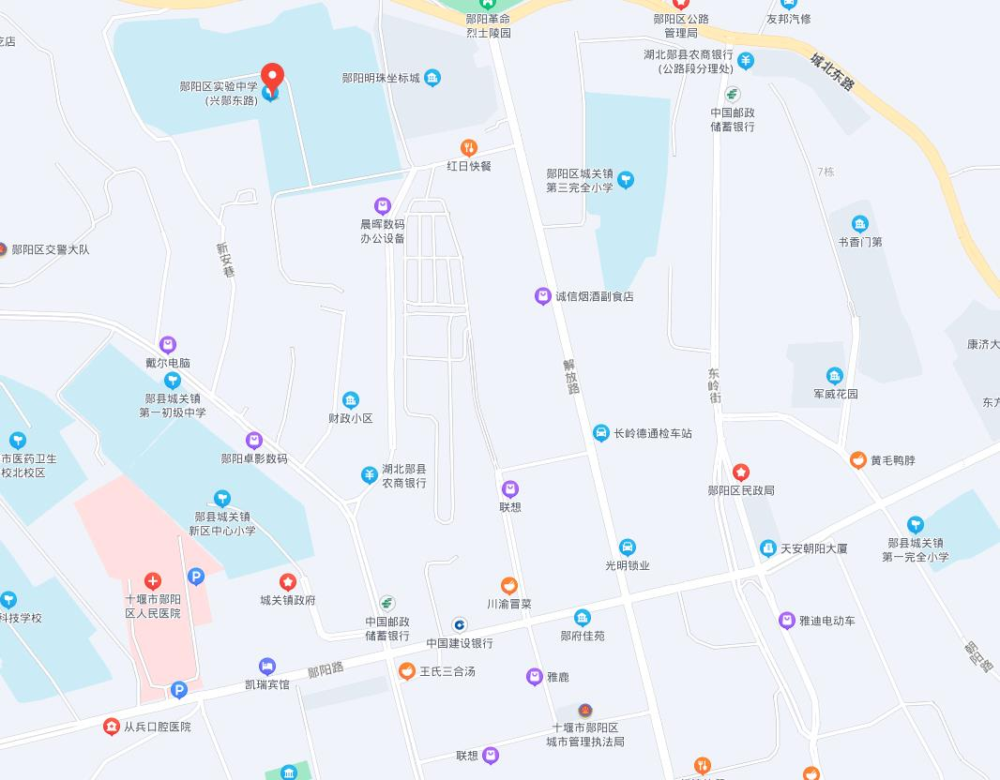 郧阳革命
烈士陵园
郧阳区公路
管理局
友邦汽修
吃店
湖北郧县农商银行
(公路段分理处)
城北东路
郧阳区实验中学
(兴郧东路)
郧阳明珠坐标城
中国邮政
储蓄银行
红日快餐
郧阳区城关镇
第三完全小学
7栋
晨晖数码
办公设备
书香门第
郧阳区交警大队
新安巷
诚信烟酒副食店
戴尔电脑
康济大
解放路
东岭街
郧县城关镇
第一初级中学
军威花园
东方
财政小区
长岭德通检车站
市医药卫生
校北校区
郧阳卓影数码
黄毛鸭脖
湖北郧县
农商银行
郧阳区民政局
联想
郧县城关镇
新区中心小学
天安朝阳大厦
郧县城关镇
第一完全小学
光明锁业
十堰市郧阳
区人民医院
城关镇政府
川渝冒菜
科技学校
中国邮政
储蓄银行
中国建设银行
郧府佳苑
雅迪电动车
朝阳路
凯瑞宾馆
郧阳路
王氏三合汤
雅鹿
从兵口腔医院
十堰市郧阳区
城市管理执法局
联想